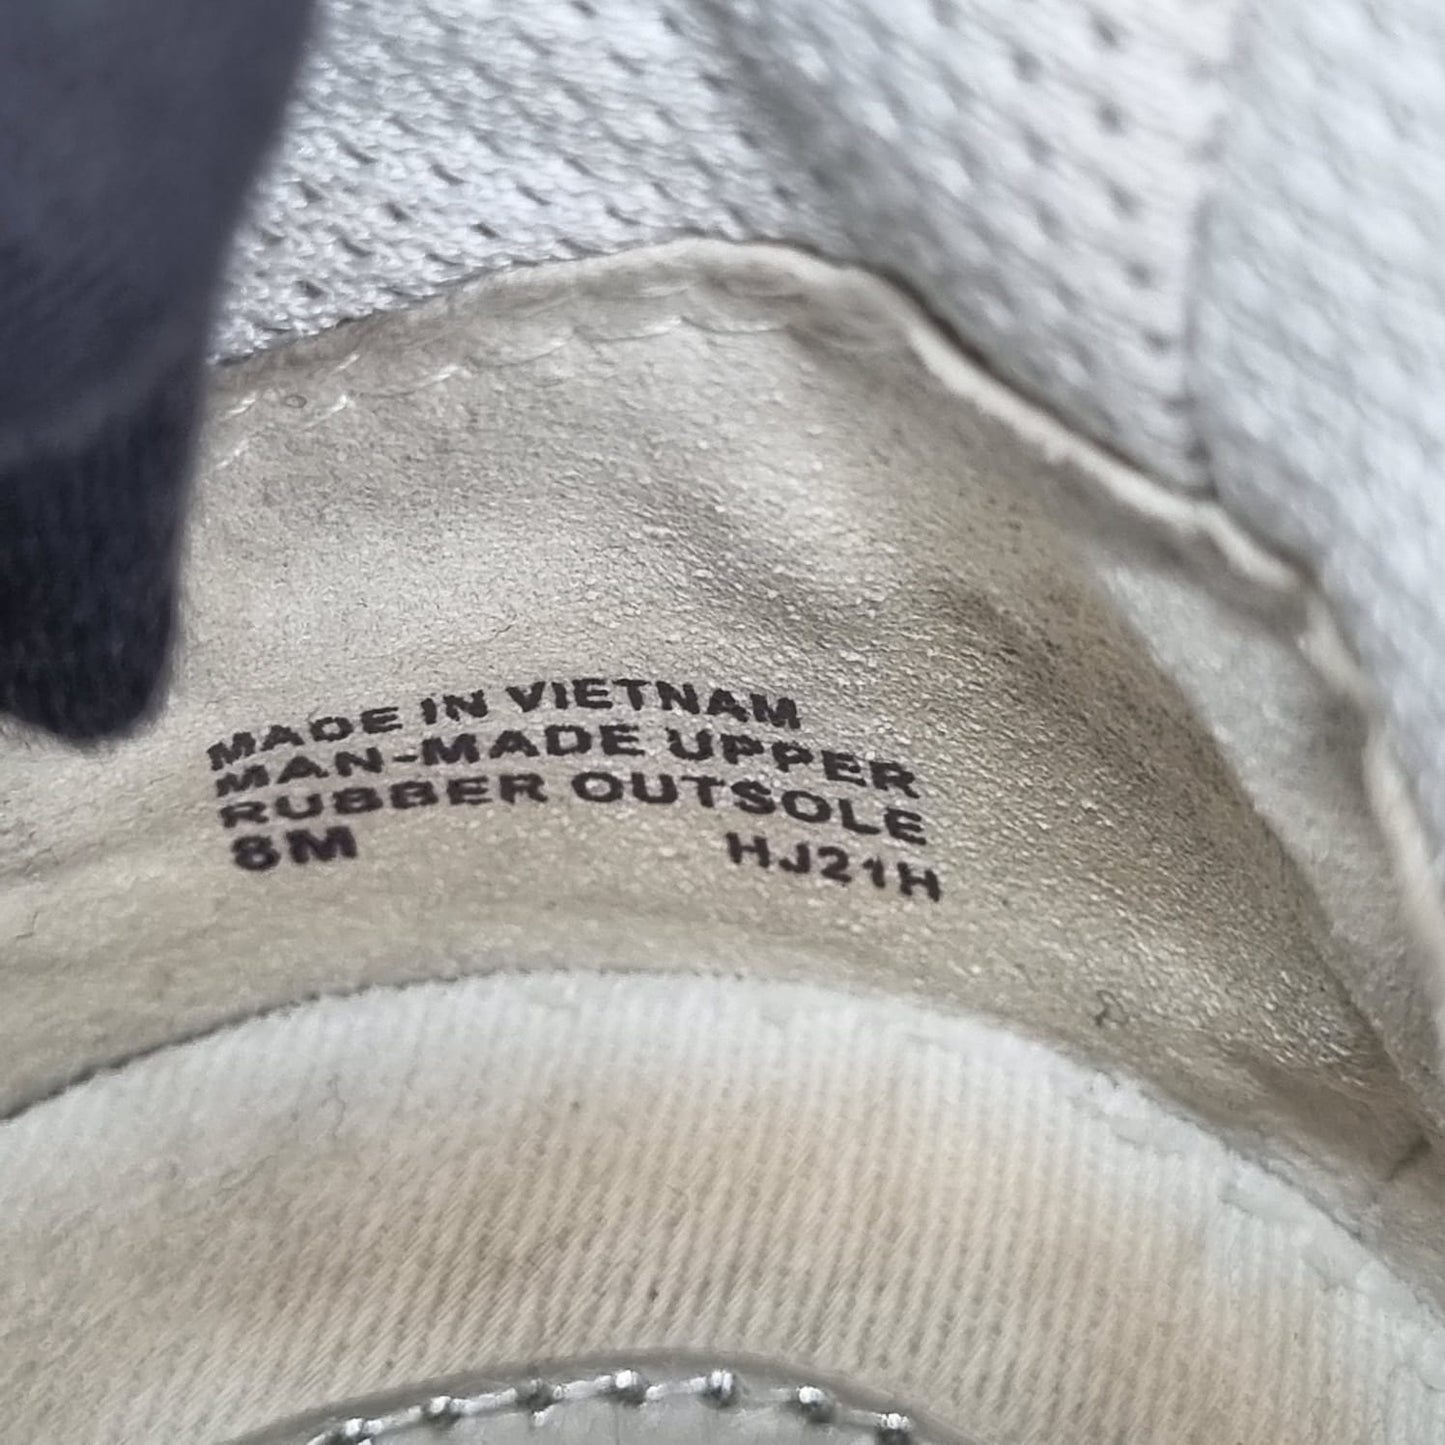 MADE IN VIETNAM
MAN-MADE UPPER
RUBBER OUTSOLE
8M HJ21H